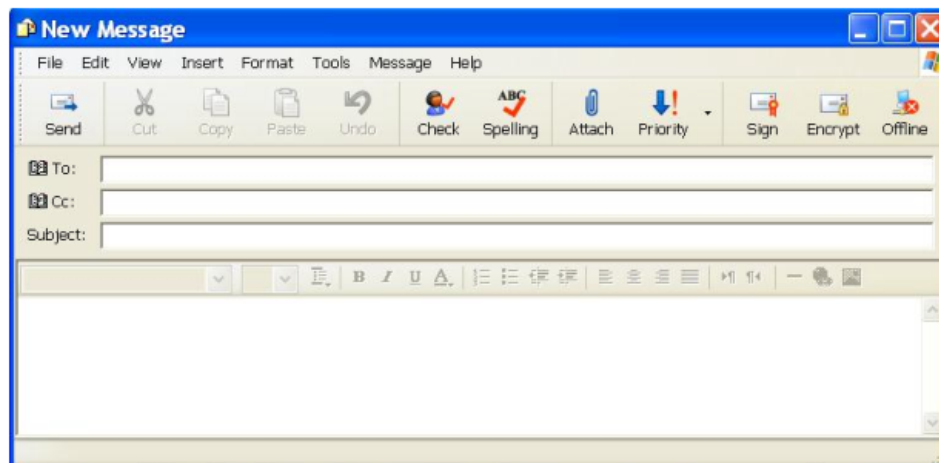 New Message
File Edit View Insert Format Tools Message Help
ABC
Send Cut Copy Paste Undo Check Spelling Attach Priority Sign Encrypt Offline
To:
Cc:
Subject:
B I U A